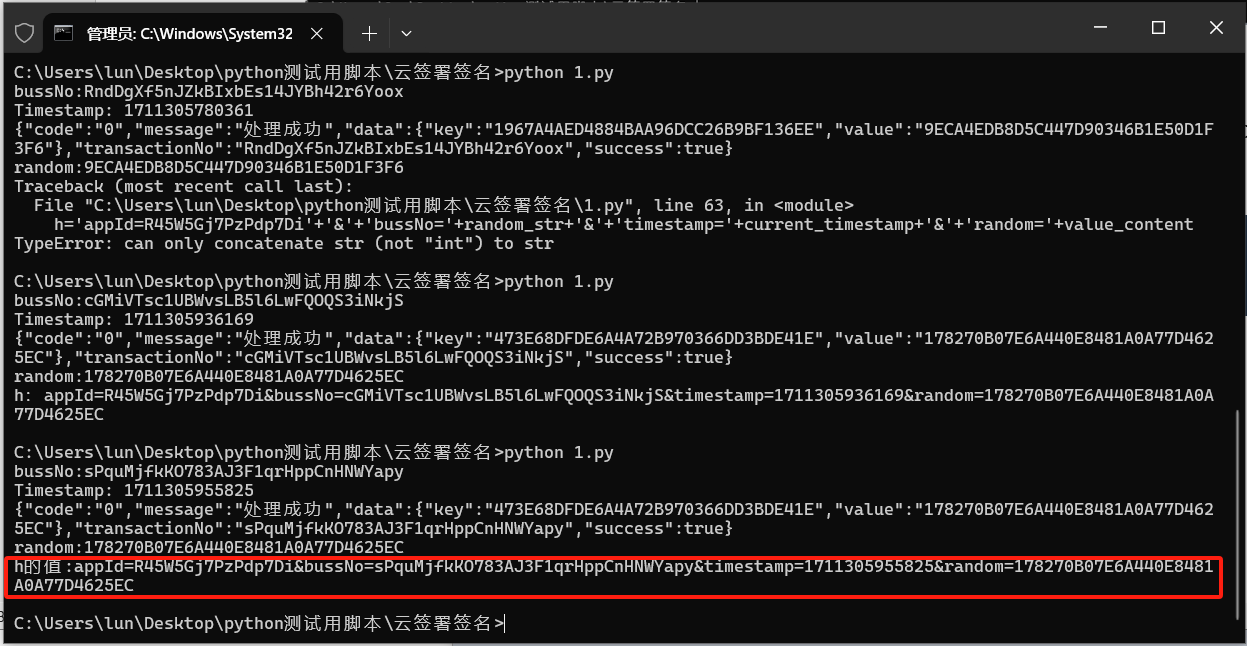 管理员: C:\Windows\System32
C:\Users\lun\Desktop\python测试用脚本\云签署签名>python 1.py
bussNo:RndDgXf5nJZkBIxbEs14JYBh42r6Yoox
Timestamp: 1711305780361
{"code":"0","message":"处理成功","data":{"key":"1967A4AED4884BAA96DCC26B9BF136EE","value":"9ECA4EDB8D5C447D90346B1E50D1F
3F6"},"transactionNo":"RndDgXf5nJZkBIxbEs14JYBh42r6Yoox","success":true}
random:9ECA4EDB8D5C447D90346B1E50D1F3F6
Traceback (most recent call last):
  File "C:\Users\lun\Desktop\python测试用脚本\云签署签名\1.py", line 63, in <module>
    h='appId=R45W5Gj7PzPdp7Di'+'&'+'bussNo='+random_str+'&'+'timestamp='+current_timestamp+'&'+'random='+value_content
TypeError: can only concatenate str (not "int") to str
C:\Users\lun\Desktop\python测试用脚本\云签署签名>python 1.py
bussNo:cGMiVTsc1UBWvsLB5l6LwFQOQS3iNkjS
Timestamp: 1711305936169
{"code":"0","message":"处理成功","data":{"key":"473E68DFDE6A4A72B970366DD3BDE41E","value":"178270B07E6A440E8481A0A77D462
5EC"},"transactionNo":"cGMiVTsc1UBWvsLB5l6LwFQOQS3iNkjS","success":true}
random:178270B07E6A440E8481A0A77D4625EC
h: appId=R45W5Gj7PzPdp7Di&bussNo=cGMiVTsc1UBWvsLB5l6LwFQOQS3iNkjS&timestamp=1711305936169&random=178270B07E6A440E8481A0A
77D4625EC
C:\Users\lun\Desktop\python测试用脚本\云签署签名>python 1.py
bussNo:sPquMjfkKO783AJ3F1qrHppCnHNWYapy
Timestamp: 1711305955825
{"code":"0","message":"处理成功","data":{"key":"473E68DFDE6A4A72B970366DD3BDE41E","value":"178270B07E6A440E8481A0A77D462
5EC"},"transactionNo":"sPquMjfkKO783AJ3F1qrHppCnHNWYapy","success":true}
random:178270B07E6A440E8481A0A77D4625EC
h的值:appId=R45W5Gj7PzPdp7Di&bussNo=sPquMjfkKO783AJ3F1qrHppCnHNWYapy&timestamp=1711305955825&random=178270B07E6A440E8481
A0A77D4625EC
C:\Users\lun\Desktop\python测试用脚本\云签署签名>